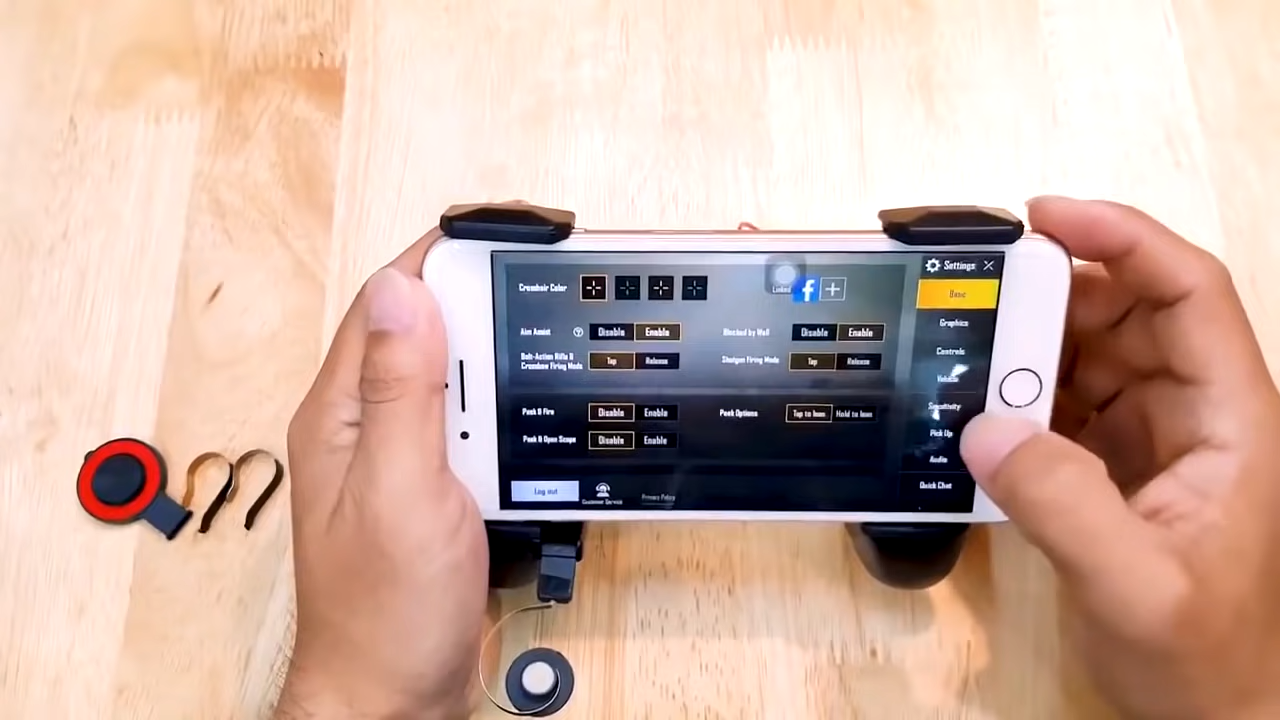 Settings
Crosshair Color
Linked
Basic
Aim Assist
Disable Enable
Blocked by Wall
Disable Enable
Graphics
Bolt-Action Rifle &
Crossbow Firing Mode
Tap Release
Shotgun Firing Mode
Tap Release
Controls
Vehicle
Peek & Fire
Disable Enable
Peek Options
Tap to lean Hold to lean
Sensitivity
Peek & Open Scope
Disable Enable
Pick Up
Audio
Log out
Customer Service
Privacy Policy
Quick Chat